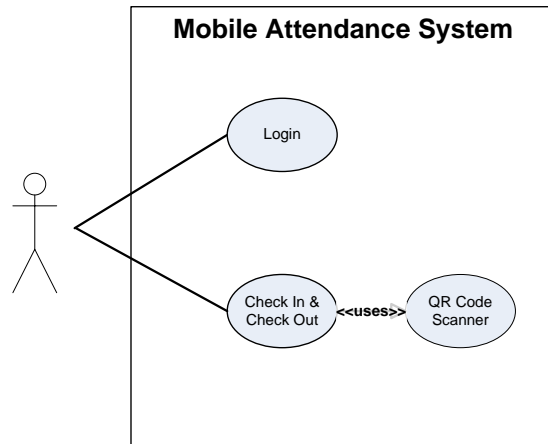 Mobile Attendance System
Login
Check In &
Check Out
<<uses>>
QR Code
Scanner